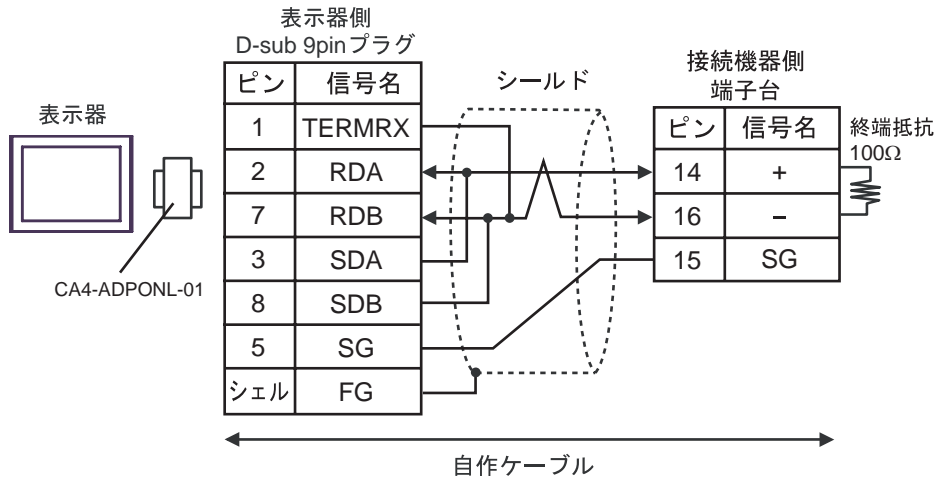 表示器側
D-sub 9pinプラグ
ピン 信号名
1 TERMRX
2 RDA
7 RDB
3 SDA
8 SDB
5 SG
シェル FG
シールド
接続機器側
端子台
ピン 信号名
14 +
16 −
15 SG
終端抵抗
100Ω
表示器
CA4-ADPONL-01
自作ケーブル